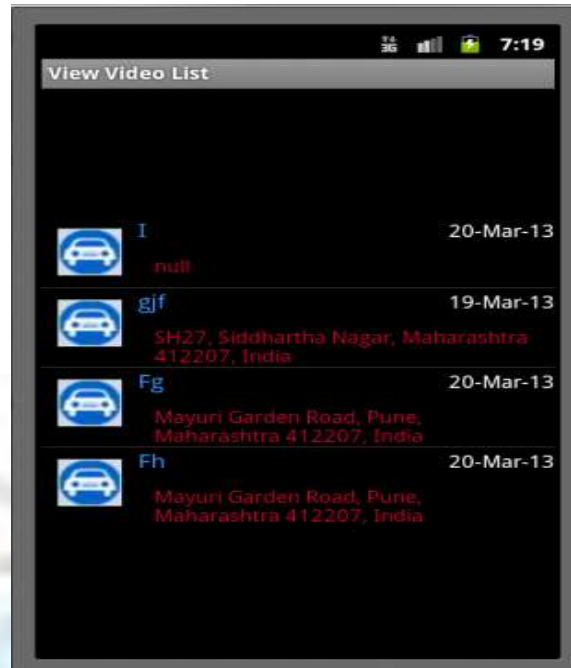 3G 7:19
View Video List
I 20-Mar-13
null
gjf 19-Mar-13
SH27, Siddhartha Nagar, Maharashtra
412207, India
Fg 20-Mar-13
Mayuri Garden Road, Pune,
Maharashtra 412207, India
Fh 20-Mar-13
Mayuri Garden Road, Pune,
Maharashtra 412207, India